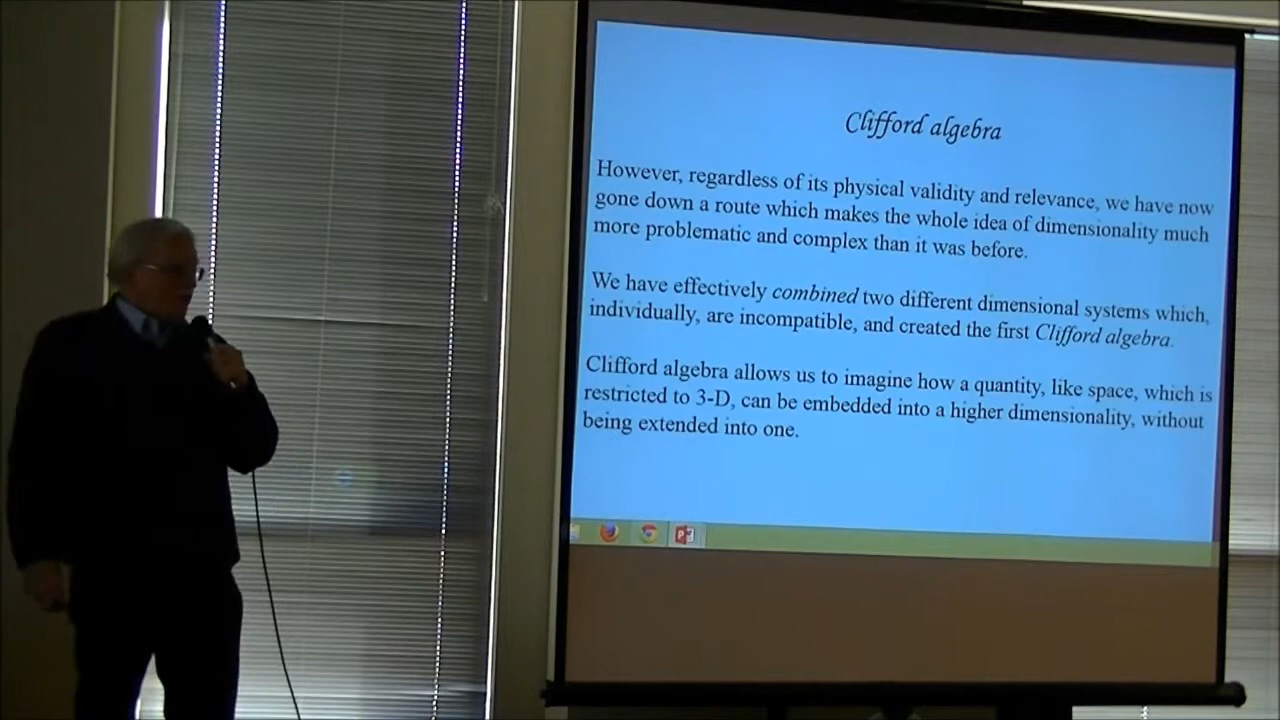 Clifford algebra
However, regardless of its physical validity and relevance, we have now
gone down a route which makes the whole idea of dimensionality much
more problematic and complex than it was before.
We have effectively combined two different dimensional systems which,
individually, are incompatible, and created the first Clifford algebra.
Clifford algebra allows us to imagine how a quantity, like space, which is
restricted to 3-D, can be embedded into a higher dimensionality, without
being extended into one.